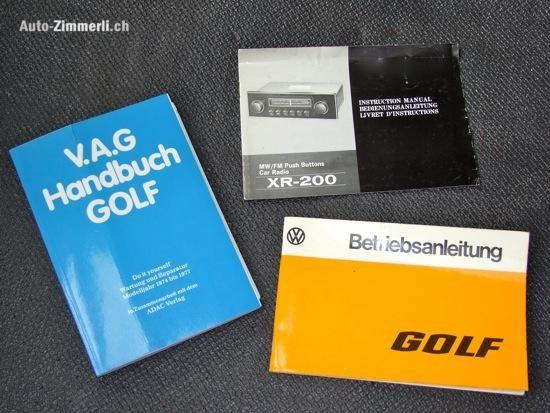 Auto-Zimmerli.ch
V.A.G
Handbuch
GOLF
Do it yourself
Wartung und Reparatur
Modelljahr 1974 bis 1977
in Zusammenarbeit mit dem
ADAC Verlag
INSTRUCTION MANUAL
BEDIENUNGSANLEITUNG
LIVRET D'INSTRUCTIONS
MW/FM Push Buttons
Car Radio
XR-200
Betriebsanleitung
GOLF